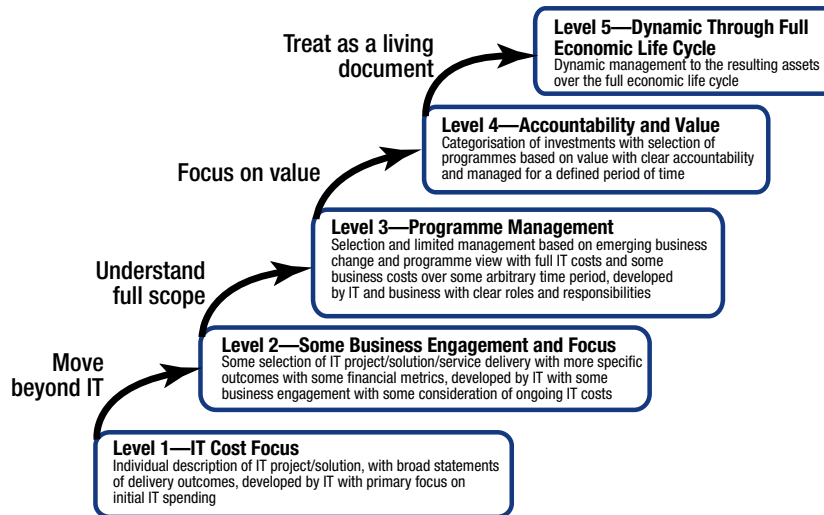 Treat as a living
document
Level 5—Dynamic Through Full
Economic Life Cycle
Dynamic management to the resulting assets
over the full economic life cycle
Focus on value
Level 4—Accountability and Value
Categorisation of investments with selection of
programmes based on value with clear accountability
and managed for a defined period of time
Understand
full scope
Level 3—Programme Management
Selection and limited management based on emerging business
change and programme view with full IT costs and some
business costs over some arbitrary time period, developed
by IT and business with clear roles and responsibilities
Move
beyond IT
Level 2—Some Business Engagement and Focus
Some selection of IT project/solution/service delivery with more specific
outcomes with some financial metrics, developed by IT with some
business engagement with some consideration of ongoing IT costs
Level 1—IT Cost Focus
Individual description of IT project/solution, with broad statements
of delivery outcomes, developed by IT with primary focus on
initial IT spending